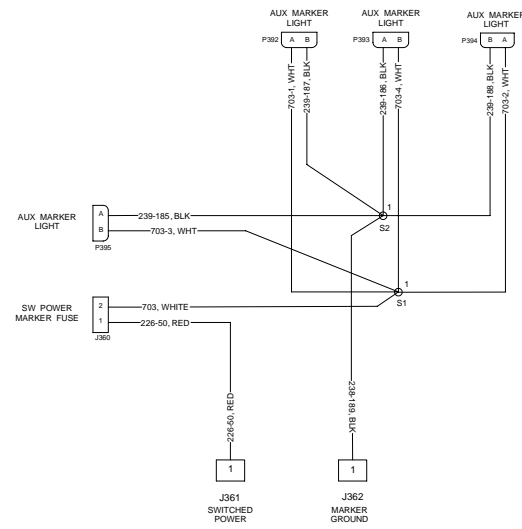 AUX MARKER
LIGHT
P392
A B
AUX MARKER
LIGHT
P393
A B
AUX MARKER
LIGHT
P394
B A
703-1, WHT
239-187, BLK
239-186, BLK
703-4, WHT
239-188, BLK
703-2, WHT
AUX MARKER
LIGHT
A
B
P395
239-185, BLK
703-3, WHT
1
S2
1
S1
SW POWER
MARKER FUSE
2
1
J360
703, WHITE
226-50, RED
226-50, RED
238-189, BLK
1
J361
SWITCHED
POWER
1
J362
MARKER
GROUND